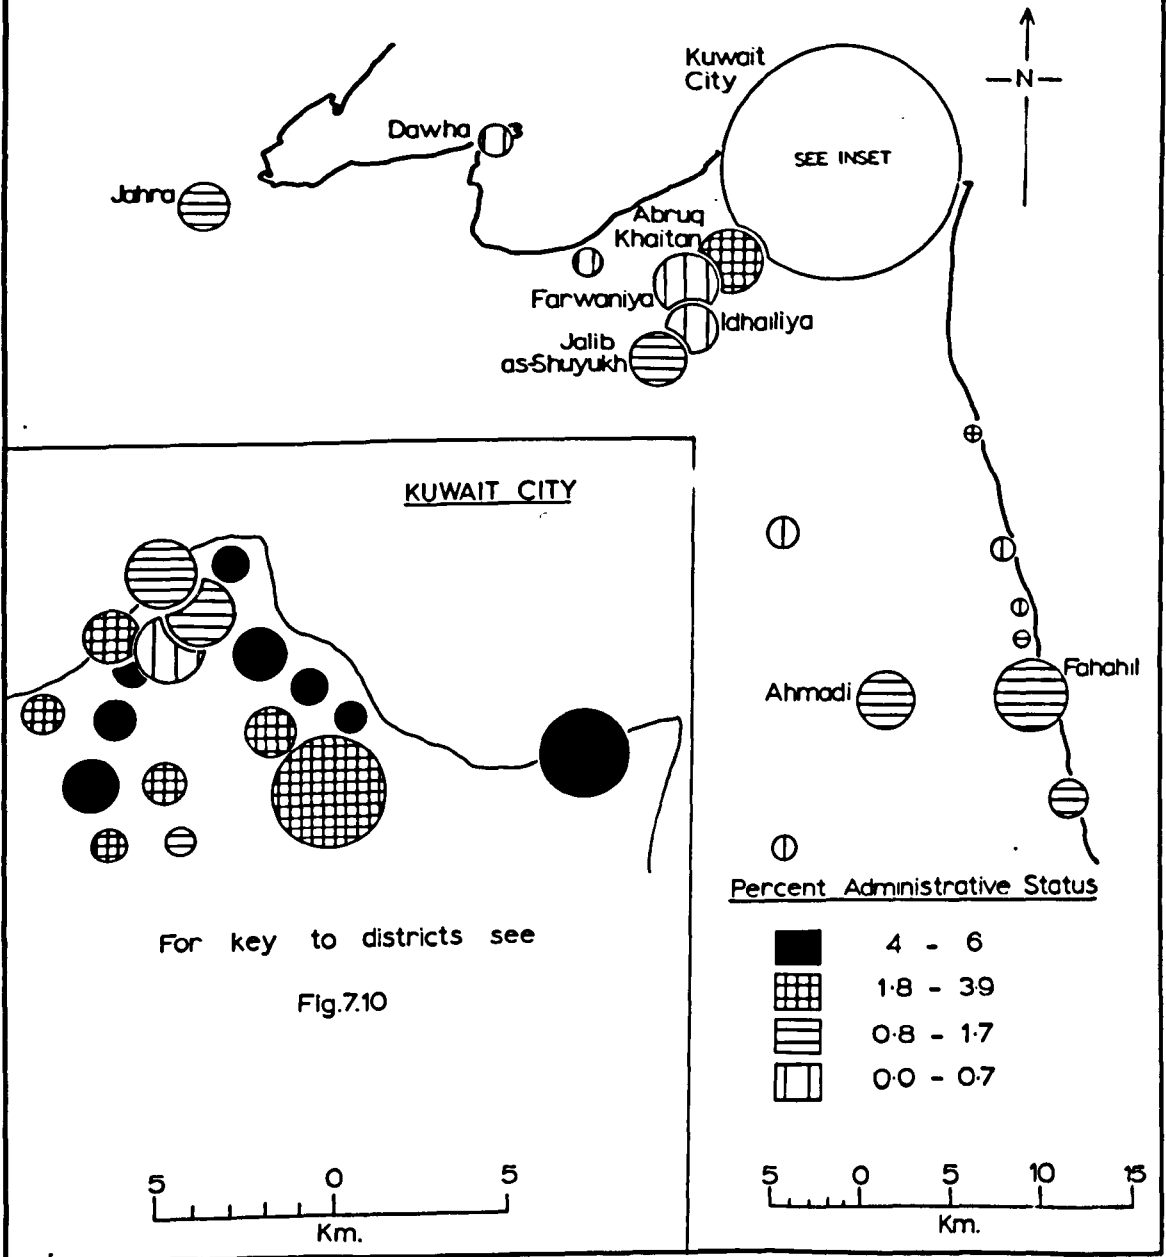 Kuwait
City
N
SEE INSET
Dawha
3
Jahra
Abruq
Khaitan
Farwaniya
Idhailiya
Jalib
as-Shuyukh
KUWAIT CITY
Ahmadi
Fahahil
For key to districts see
Fig.7.10
Percent Administrative Status
4 - 6
1·8 - 3·9
0·8 - 1·7
0·0 - 0·7
5 0 5
Km.
5 0 5 10 15
Km.